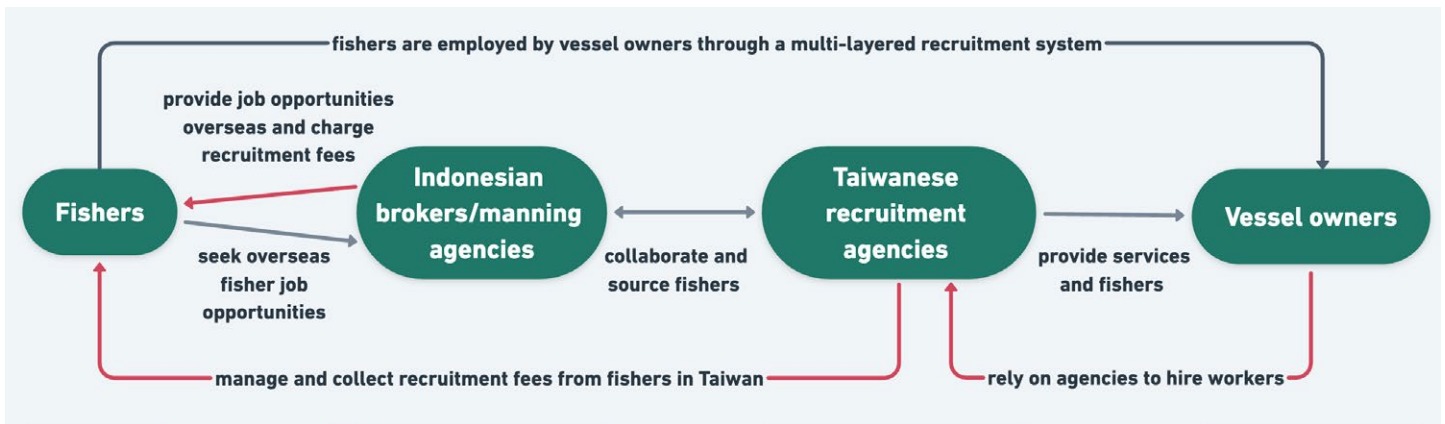 fishers are employed by vessel owners through a multi-layered recruitment system
provide job opportunities
overseas and charge
recruitment fees
Fishers
Indonesian
brokers/manning
agencies
Taiwanese
recruitment
agencies
Vessel owners
seek overseas
fisher job
opportunities
collaborate and
source fishers
provide services
and fishers
manage and collect recruitment fees from fishers in Taiwan
rely on agencies to hire workers